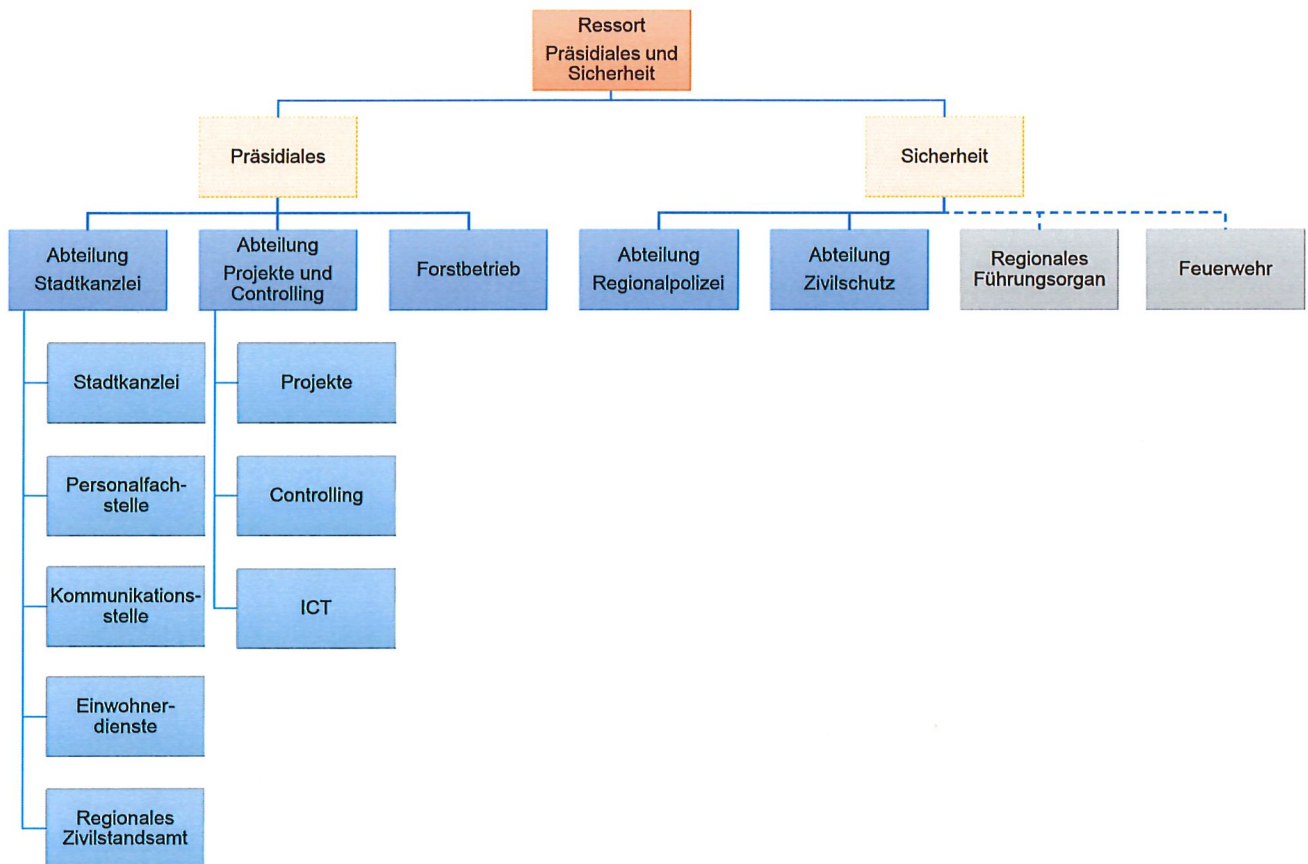 Ressort
Präsidiales und
Sicherheit
Präsidiales
Sicherheit
Abteilung
Stadtkanzlei
Abteilung
Projekte und
Controlling
Forstbetrieb
Abteilung
Regionalpolizei
Abteilung
Zivilschutz
Regionales
Führungsorgan
Feuerwehr
Stadtkanzlei
Projekte
Personalfach-
stelle
Controlling
Kommunikations-
stelle
ICT
Einwohner-
dienste
Regionales
Zivilstandsamt